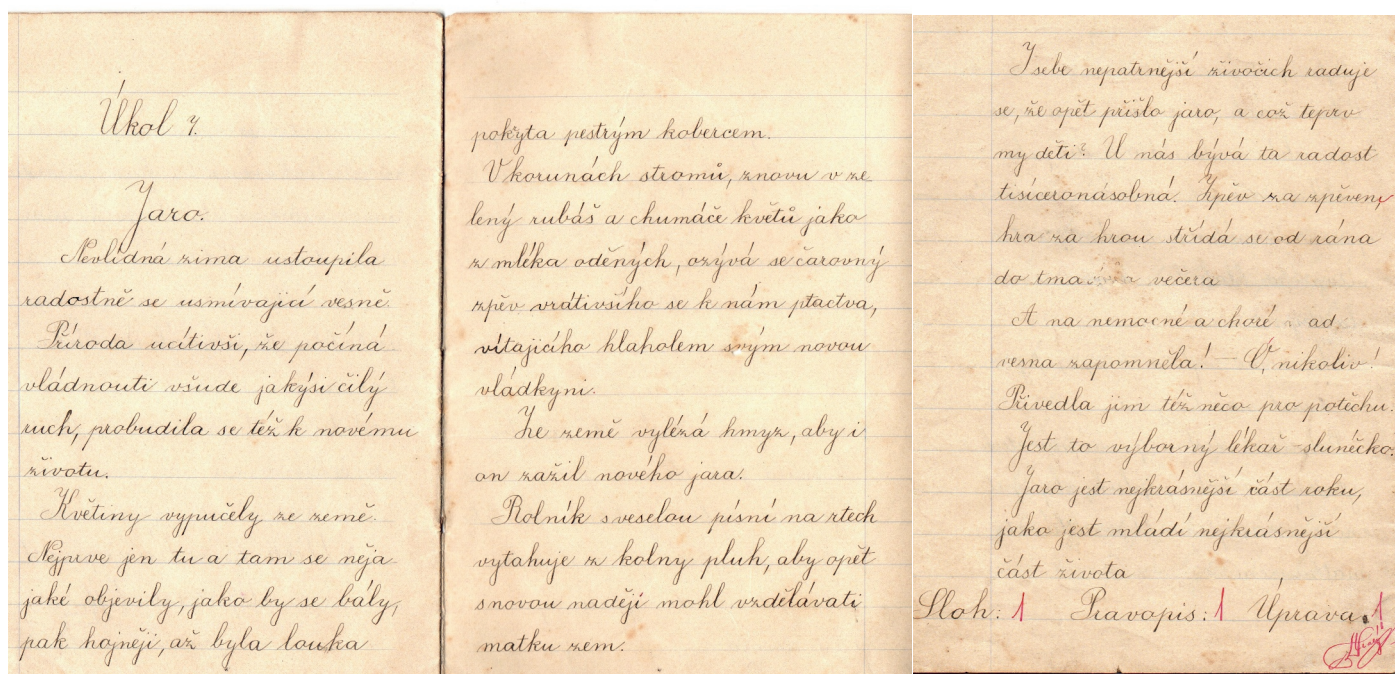 Úkol 7.
Jaro.
Nevlídná zima ustoupila
radostně se usmívající vesně.
Příroda ucítivši, že počíná
vládnouti všude jakýsi čilý
ruch, probudila se též k novému
životu.
Květiny vypučely ze země.
Nejprve jen tu a tam se něja-
jaké objevily, jako by se bály,
pak hojněji, až byla louka
pokryta pestrým kobercem.
V korunách stromů, znovu v ze
lený rubáš a chumáče květů jako
z mléka oděných, ozývá se čarovný
zpěv vrátivšího se k nám ptactva,
vítajícího hlaholem svým novou
vládkyni.
Ze země vylézá hmyz, aby i
on zažil nového jara.
Rolník s veselou písní na rtech
vytahuje z kolny pluh, aby opět
s novou nadějí mohl vzdělávati
matku zem.
I sebe nepatrnější živočich raduje
se, že opět přišlo jaro, a což teprv
my děti? U nás bývá ta radost
tisíceronásobná. Zpěv za zpěvem,
hra za hrou střídá se od rána
do tma večera
A na nemocné a choré
vesna zapomněla! – Ó, nikoliv!
Přivedla jim též něco pro potěchu.
Jest to výborný lékař – slunéčko.
Jaro jest nejkrásnější část roku,
jako jest mládí nejkrásnější
část života
Sloh: 1 Pravopis: 1 Úprava: 1